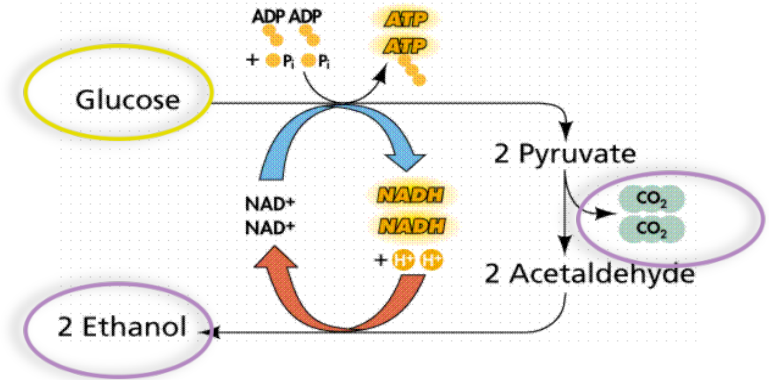 ADP ADP
+ Pi Pi
ATP
ATP
Glucose
2 Pyruvate
NAD+
NAD+
NADH
NADH
+ H+ H+
CO2
CO2
2 Acetaldehyde
2 Ethanol